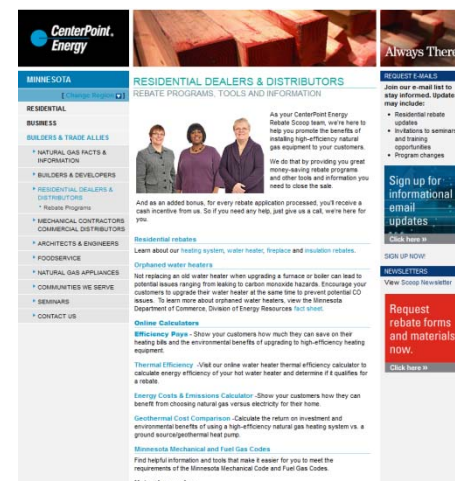 CenterPoint.
Energy
Always There
MINNESOTA
[ Change Region ]
RESIDENTIAL
BUSINESS
BUILDERS & TRADE ALLIES
NATURAL GAS FACTS &
INFORMATION
BUILDERS & DEVELOPERS
RESIDENTIAL DEALERS &
DISTRIBUTORS
Rebate Programs
MECHANICAL CONTRACTORS
COMMERCIAL DISTRIBUTORS
ARCHITECTS & ENGINEERS
FOODSERVICE
NATURAL GAS APPLIANCES
COMMUNITIES WE SERVE
SEMINARS
CONTACT US
RESIDENTIAL DEALERS & DISTRIBUTORS
REBATE PROGRAMS, TOOLS AND INFORMATION
As your CenterPoint Energy
Rebate Scoop team, we're here to
help you promote the benefits of
installing high-efficiency natural
gas equipment to your customers.
We do that by providing you great
money-saving rebate programs
and other tools and information you
need to close the sale.
And as an added bonus, for every rebate application processed, you'll receive a
cash incentive from us. So if you need any help, just give us a call, we're here for
you.
Residential rebates
Learn about our heating system, water heater, fireplace and insulation rebates.
Orphaned water heaters
Not replacing an old water heater when upgrading a furnace or boiler can lead to
potential issues ranging from leaking to carbon monoxide hazards. Encourage your
customers to upgrade their water heater at the same time to prevent potential CO
issues. To learn more about orphaned water heaters, view the Minnesota
Department of Commerce, Division of Energy Resources fact sheet.
Online Calculators
Efficiency Pays - Show your customers how much they can save on their
heating bills and the environmental benefits of upgrading to high-efficiency heating
equipment.
Thermal Efficiency -Visit our online water heater thermal efficiency calculator to
calculate energy efficiency of your hot water heater and determine if it qualifies for
a rebate.
Energy Costs & Emissions Calculator -Show your customers how they can
benefit from choosing natural gas versus electricity for their home.
Geothermal Cost Comparison -Calculate the return on investment and
environmental benefits of using a high-efficiency natural gas heating system vs. a
ground source/geothermal heat pump.
Minnesota Mechanical and Fuel Gas Codes
Find helpful information and tools that make it easier for you to meet the
requirements of the Minnesota Mechanical Code and Fuel Gas Codes.
REQUEST E-MAILS
Join our e-mail list to
stay informed. Update
may include:
Residential rebate
updates
Invitations to seminar
and training
opportunities
Program changes
Sign up for
informational
email
updates
Click here »
SIGN UP NOW!
NEWSLETTERS
View Scoop Newsletter
Request
rebate forms
and materials
now.
Click here »